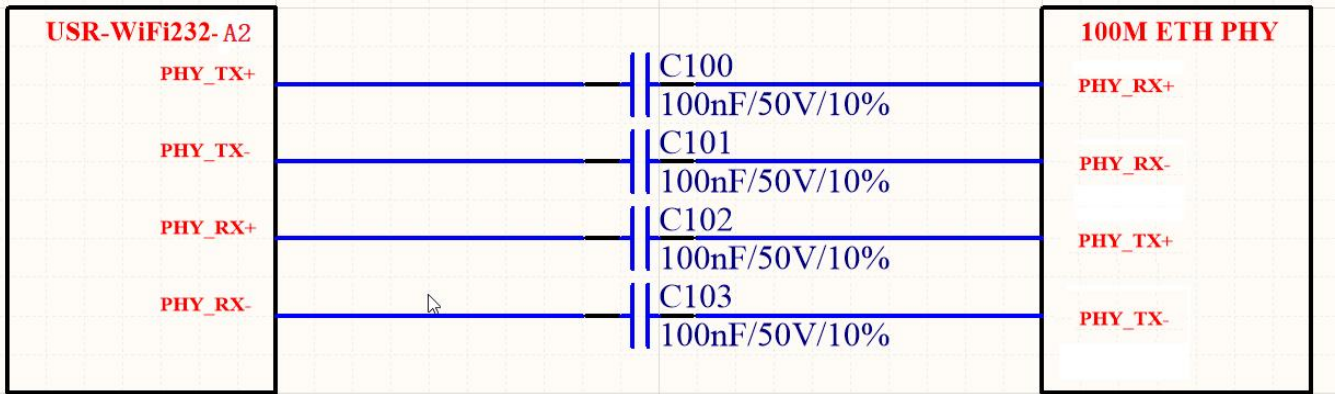 USR-WiFi232-A2
100M ETH PHY
PHY_TX+
C100
100nF/50V/10%
PHY_RX+
PHY_TX-
C101
100nF/50V/10%
PHY_RX-
PHY_RX+
C102
100nF/50V/10%
PHY_TX+
PHY_RX-
C103
100nF/50V/10%
PHY_TX-